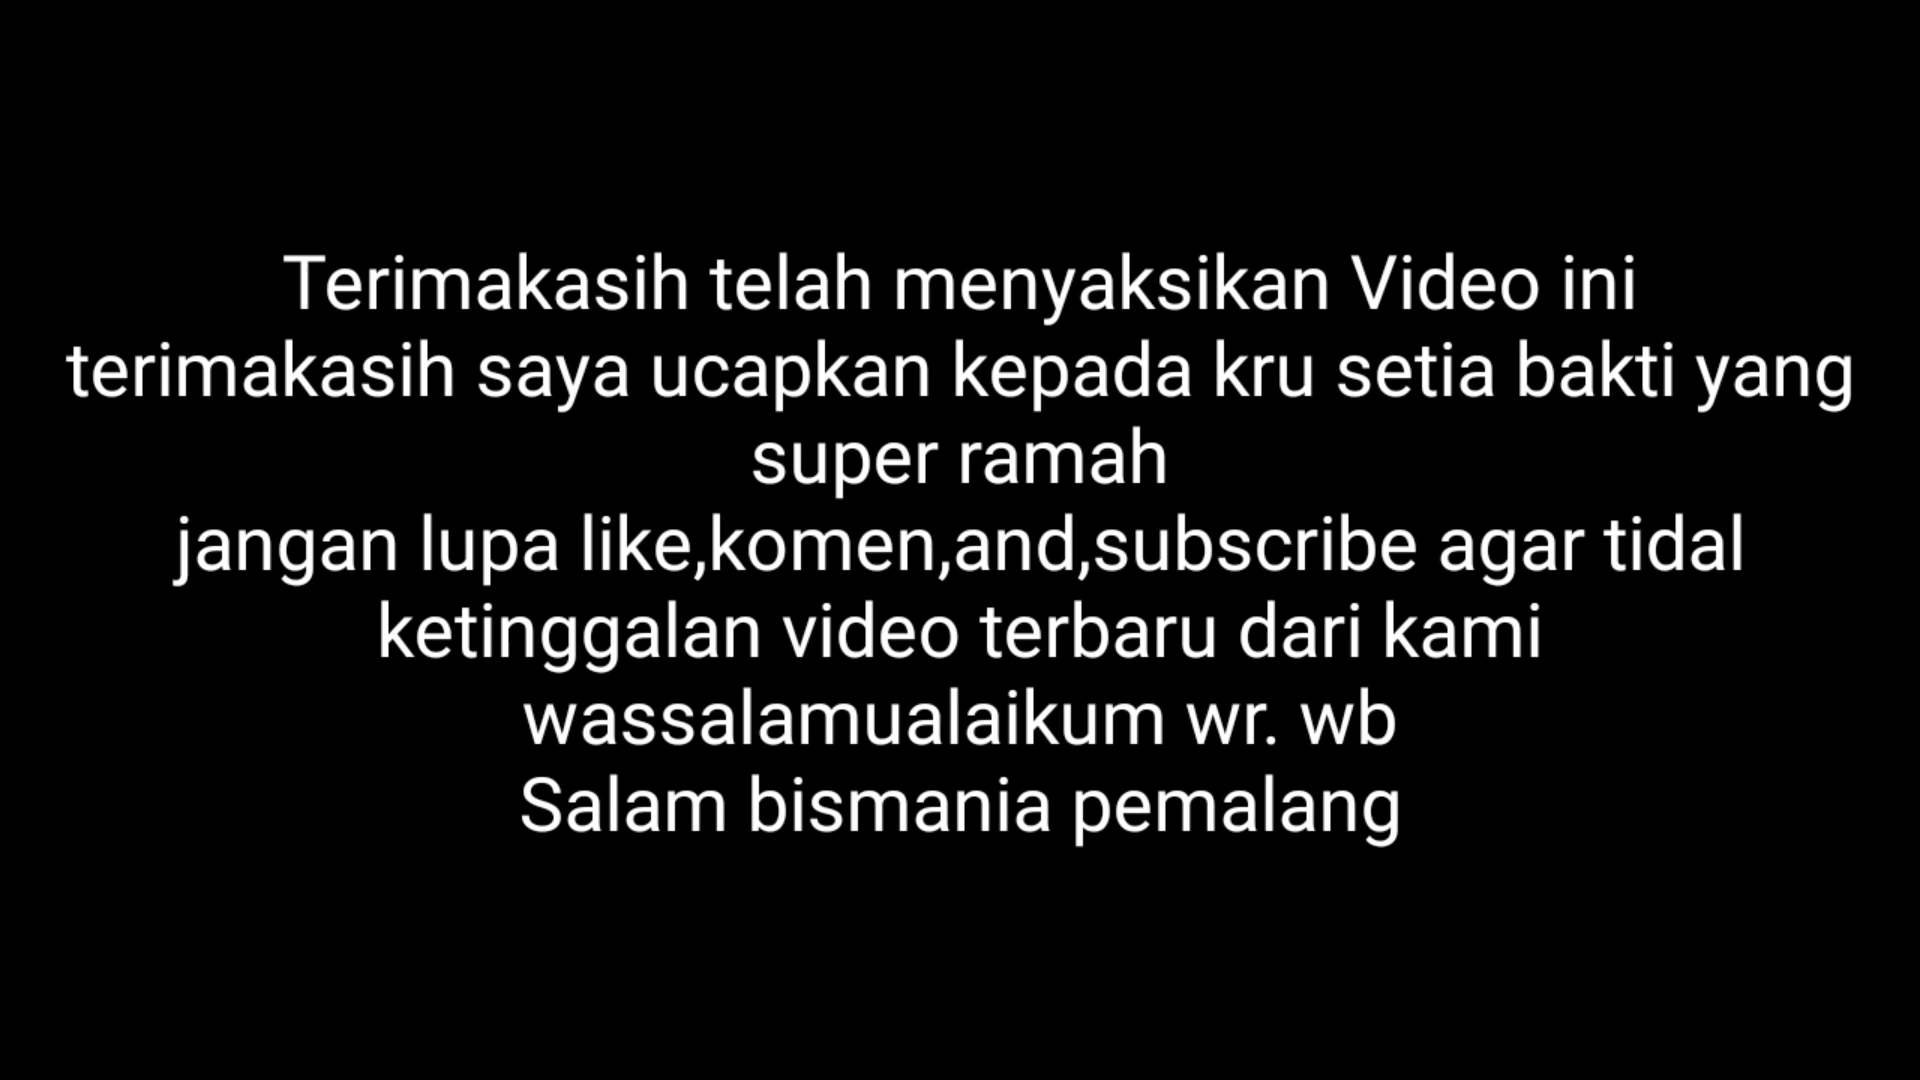 Terimakasih telah menyaksikan Video ini
terimakasih saya ucapkan kepada kru setia bakti yang
super ramah
jangan lupa like,komen,and,subscribe agar tidal
ketinggalan video terbaru dari kami
wassalamualaikum wr. wb
Salam bismania pemalang